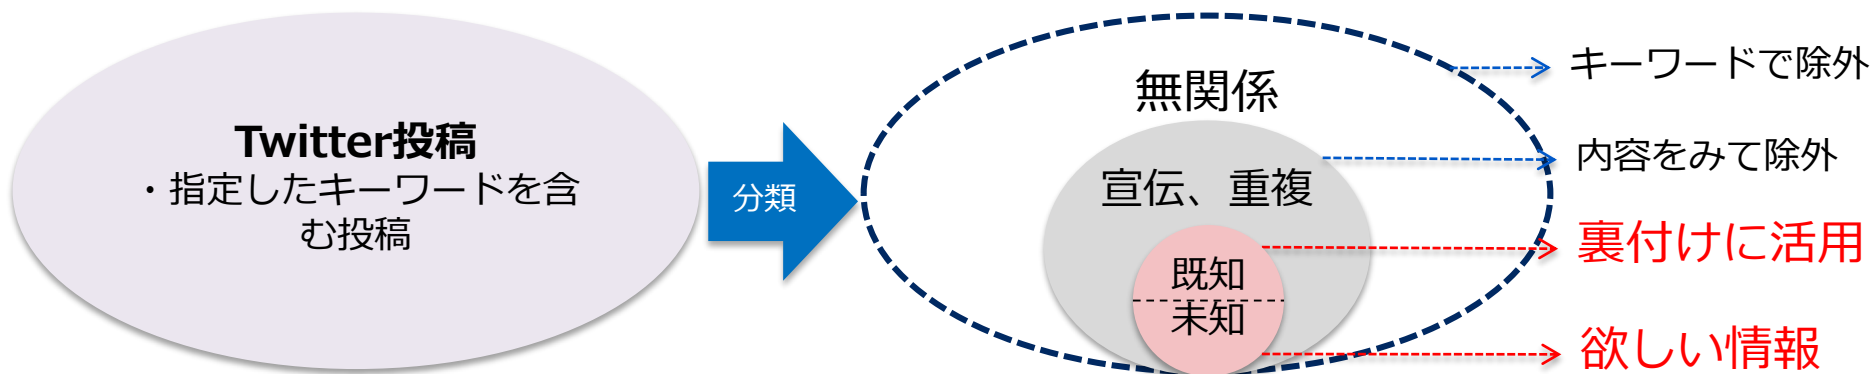 Twitter投稿
・指定したキーワードを含
む投稿
分類
無関係
宣伝、重複
既知
未知
キーワードで除外
内容をみて除外
裏付けに活用
欲しい情報